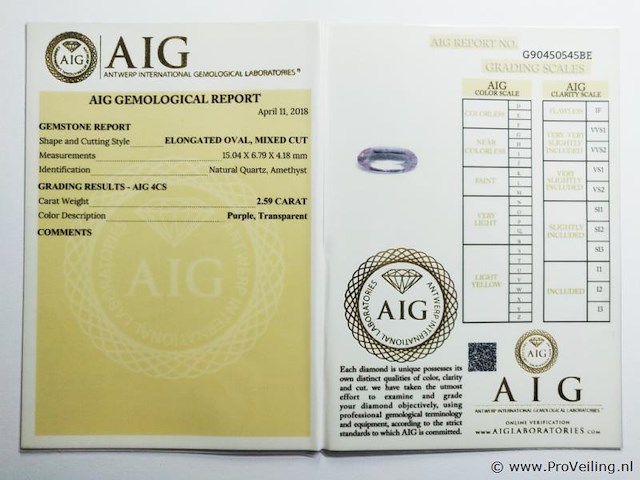 AIG
ANTWERP INTERNATIONAL GEMOLOGICAL LABORATORIES
AIG GEMOLOGICAL REPORT
April 11, 2018
GEMSTONE REPORT
Shape and Cutting Style ELONGATED OVAL, MIXED CUT
Measurements 15.04 X 6.79 X 4.18 mm
Identification Natural Quartz, Amethyst
GRADING RESULTS - AIG 4CS
Carat Weight 2.59 CARAT
Color Description Purple, Transparent
COMMENTS
AIG
AIG REPORT NO.
G90450545BE
GRADING SCALES
AIG
COLOR SCALE
COLORLESS
NEAR
COLORLESS
FAINT
VERY
LIGHT
LIGHT
YELLOW
AIG
CLARITY SCALE
FLAWLESS IF
VERY VERY
SLIGHTLY
INCLUDED
VVS1
VVS2
VERY
SLIGHTLY
INCLUDED
VS1
VS2
SLIGHTLY
INCLUDED
SI1
SI2
SI3
INCLUDED
I1
I2
I3
AIG
ANTWERP INTERNATIONAL GEMOLOGICAL LABORATORIES
Each diamond is unique possesses its
own distinct qualities of color, clarity
and cut. we have taken the utmost
effort to examine and grade
your diamond objectively, using
professional gemological terminology
and equipment, according to the strict
standards to which AIG is committed.
AIG
AIG
ANTWERP INTERNATIONAL GEMOLOGICAL LABORATORIES
ONLINE VERIFICATION
www.AIGLABORATORIES.com
© www.ProVeiling.nl